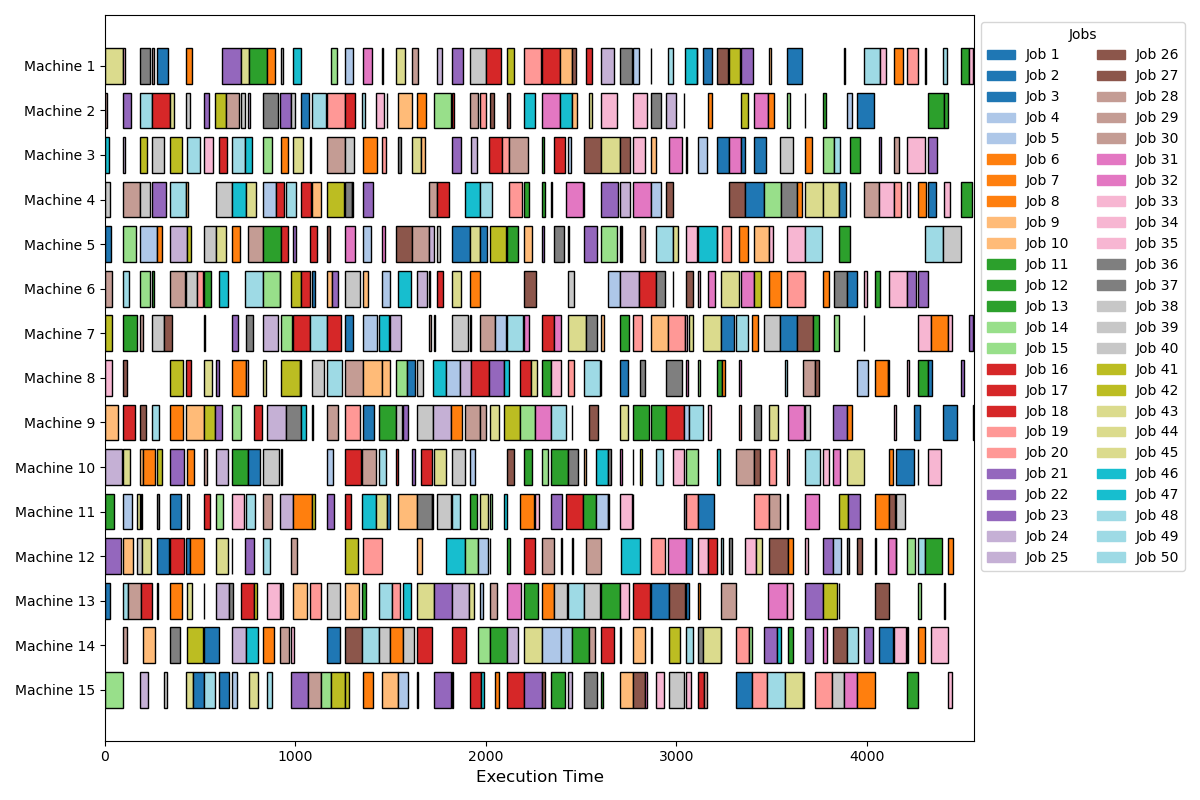 Machine 1
Machine 2
Machine 3
Machine 4
Machine 5
Machine 6
Machine 7
Machine 8
Machine 9
Machine 10
Machine 11
Machine 12
Machine 13
Machine 14
Machine 15
0 1000 2000 3000 4000
Execution Time
Jobs
Job 1 Job 26
Job 2 Job 27
Job 3 Job 28
Job 4 Job 29
Job 5 Job 30
Job 6 Job 31
Job 7 Job 32
Job 8 Job 33
Job 9 Job 34
Job 10 Job 35
Job 11 Job 36
Job 12 Job 37
Job 13 Job 38
Job 14 Job 39
Job 15 Job 40
Job 16 Job 41
Job 17 Job 42
Job 18 Job 43
Job 19 Job 44
Job 20 Job 45
Job 21 Job 46
Job 22 Job 47
Job 23 Job 48
Job 24 Job 49
Job 25 Job 50